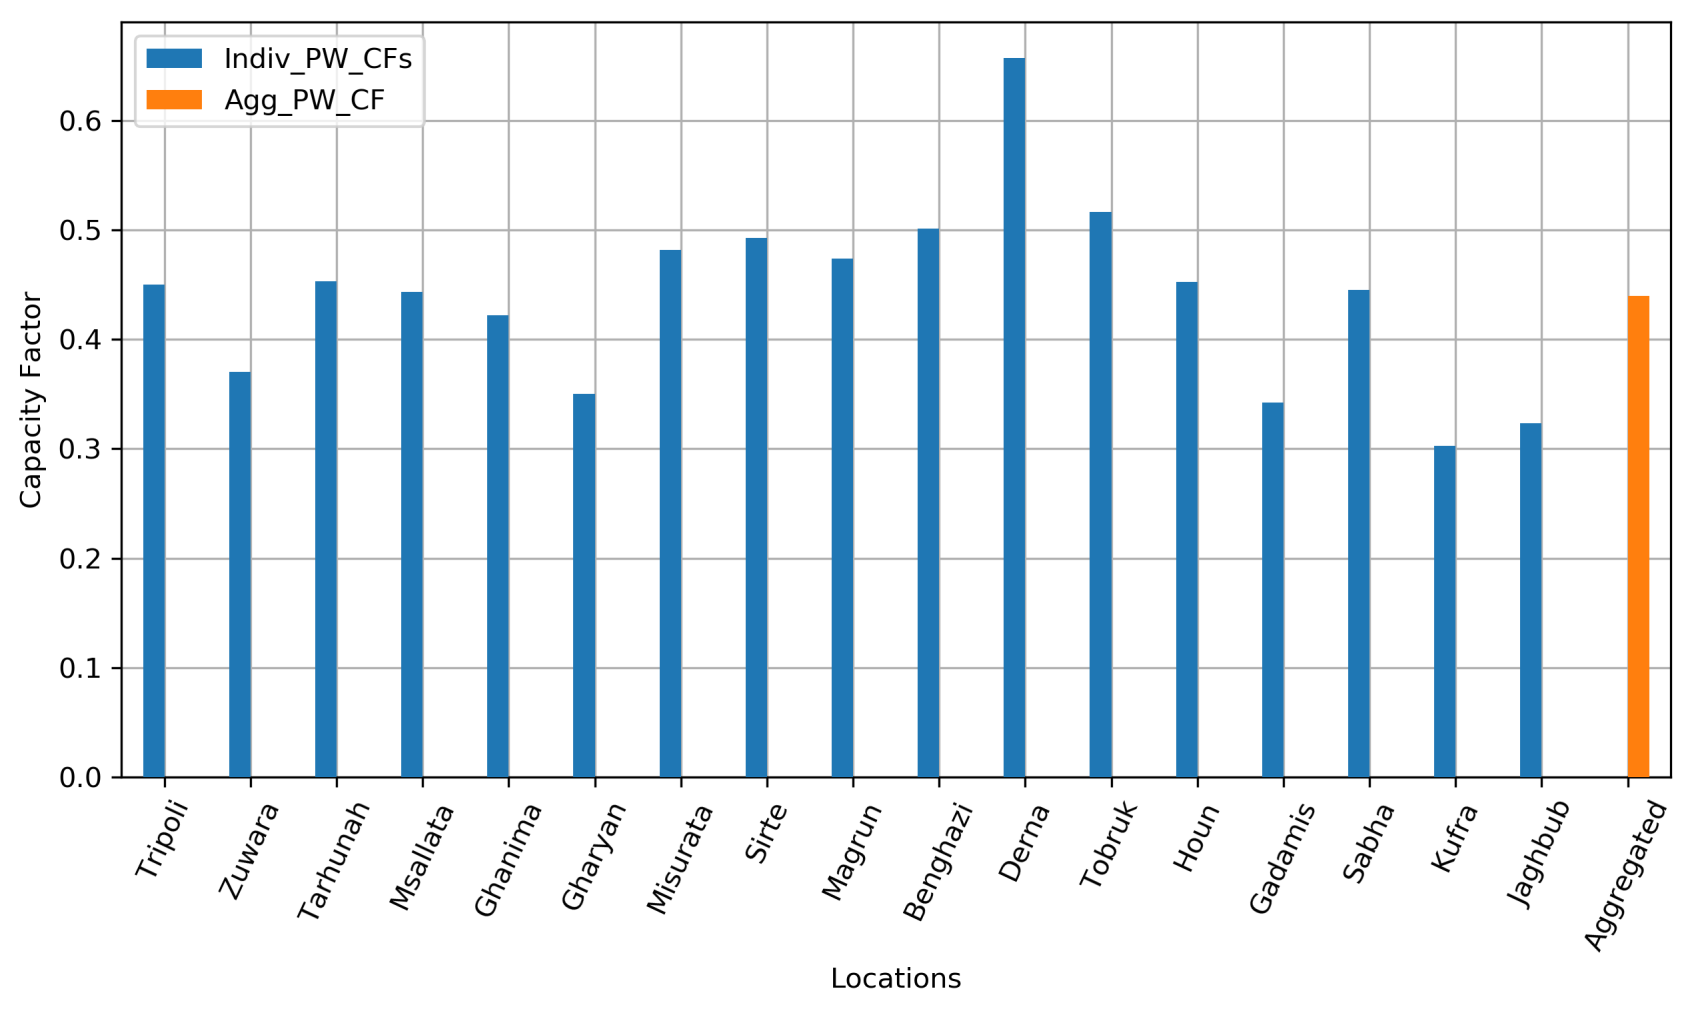 Indiv_PW_CFs
Agg_PW_CF
Capacity Factor
0.6
0.5
0.4
0.3
0.2
0.1
0.0
Tripoli
Zuwara
Tarhunah
Msallata
Ghanima
Gharyan
Misurata
Sirte
Magrun
Benghazi
Derna
Tobruk
Houn
Gadamis
Sabha
Kufra
Jaghbub
Aggregated
Locations